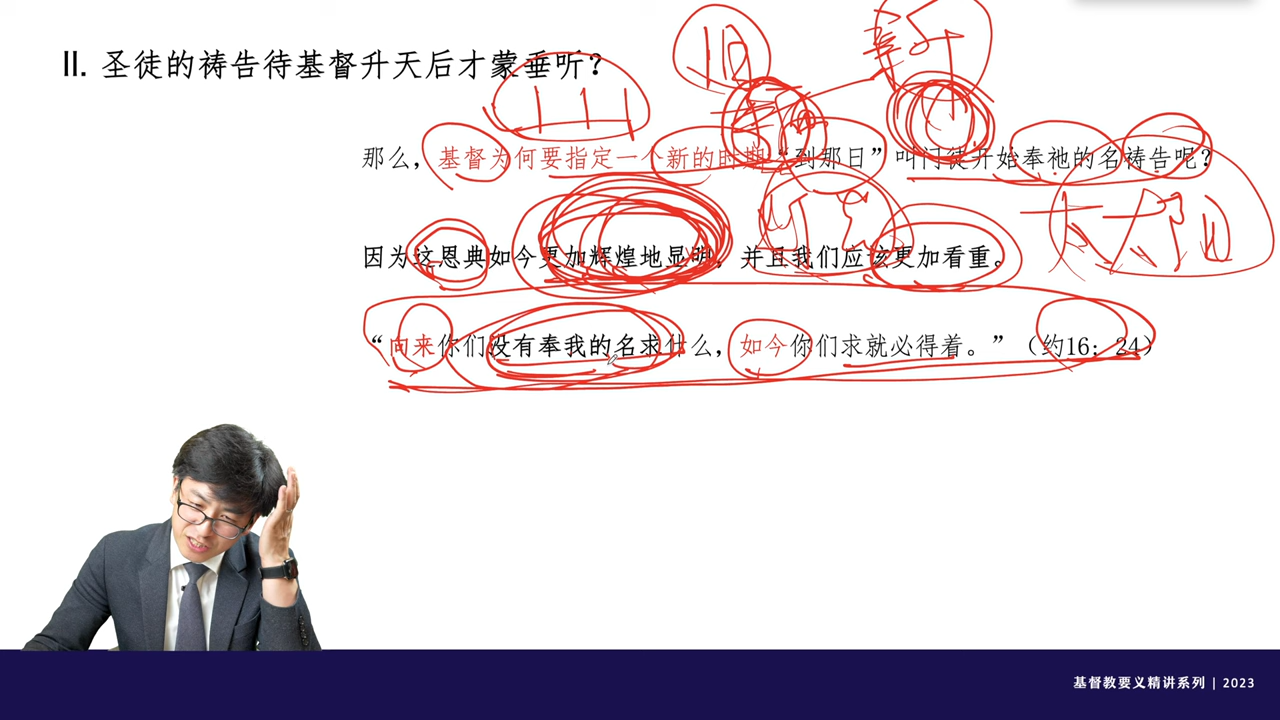 II. 圣徒的祷告待基督升天后才蒙垂听？
旧
那么，基督为何要指定一个新的时期“到那日”叫门徒开始奉祂的名祷告呢？
因为这恩典如今更加辉煌地显明，并且我们应该更加看重。
“向来你们没有奉我的名求什么，如今你们求就必得着。”（约16：24）
基督教要义精讲系列 | 2023